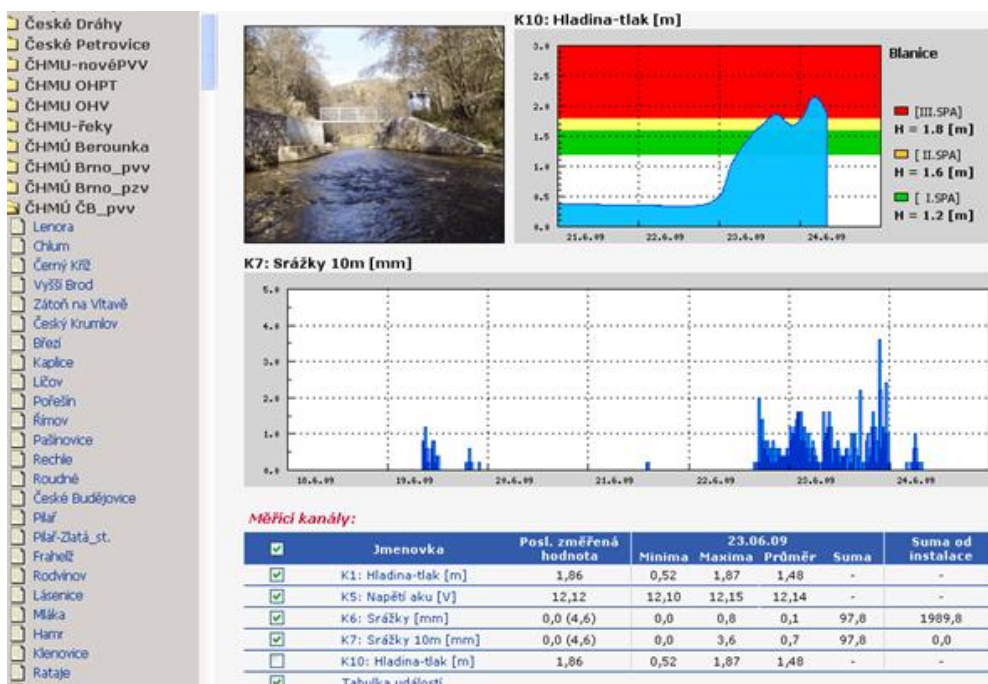 České Dráhy
České Petrovice
ČHMU-novéPVV
ČHMU OHPT
ČHMU OHV
ČHMU-řeky
ČHMÚ Berounka
ČHMÚ Brno_pvv
ČHMÚ Brno_pzv
ČHMÚ ČB_pvv
Lenora
Chlum
Černý Kříž
Vyšší Brod
Zátoň na Vltavě
Český Krumlov
Březí
Kaplice
Líčov
Pořešín
Římov
Pašínovice
Rechle
Roudné
České Budějovice
Pilař
Pilař-Zlatá_st.
Frahelž
Rodvínov
Lásenice
Mláka
Hamr
Klenovice
Rataje
K10: Hladina-tlak [m]
3.0
2.5
2.0
1.5
1.0
0.5
0.0
21.6.09 22.6.09 23.6.09 24.6.09
Blanice
[III.SPA]
H = 1.8 [m]
[ II.SPA]
H = 1.6 [m]
[ I.SPA]
H = 1.2 [m]
K7: Srážky 10m [mm]
5.0
4.0
3.0
2.0
1.0
0.0
18.6.09 19.6.09 20.6.09 21.6.09 22.6.09 23.6.09 24.6.09
Měřící kanály:
Jmenovka Posl. změřená hodnota 23.06.09 Suma od instalace
Minima Maxima Průměr Suma
K1: Hladina-tlak [m] 1,86 0,52 1,87 1,48 - -
K5: Napětí aku [V] 12,12 12,10 12,15 12,14 - -
K6: Srážky [mm] 0,0 (4,6) 0,0 0,8 0,1 97,8 1989,8
K7: Srážky 10m [mm] 0,0 (4,6) 0,0 3,6 0,7 97,8 0,0
K10: Hladina-tlak [m] 1,86 0,52 1,87 1,48 - -
Tabulka událostí